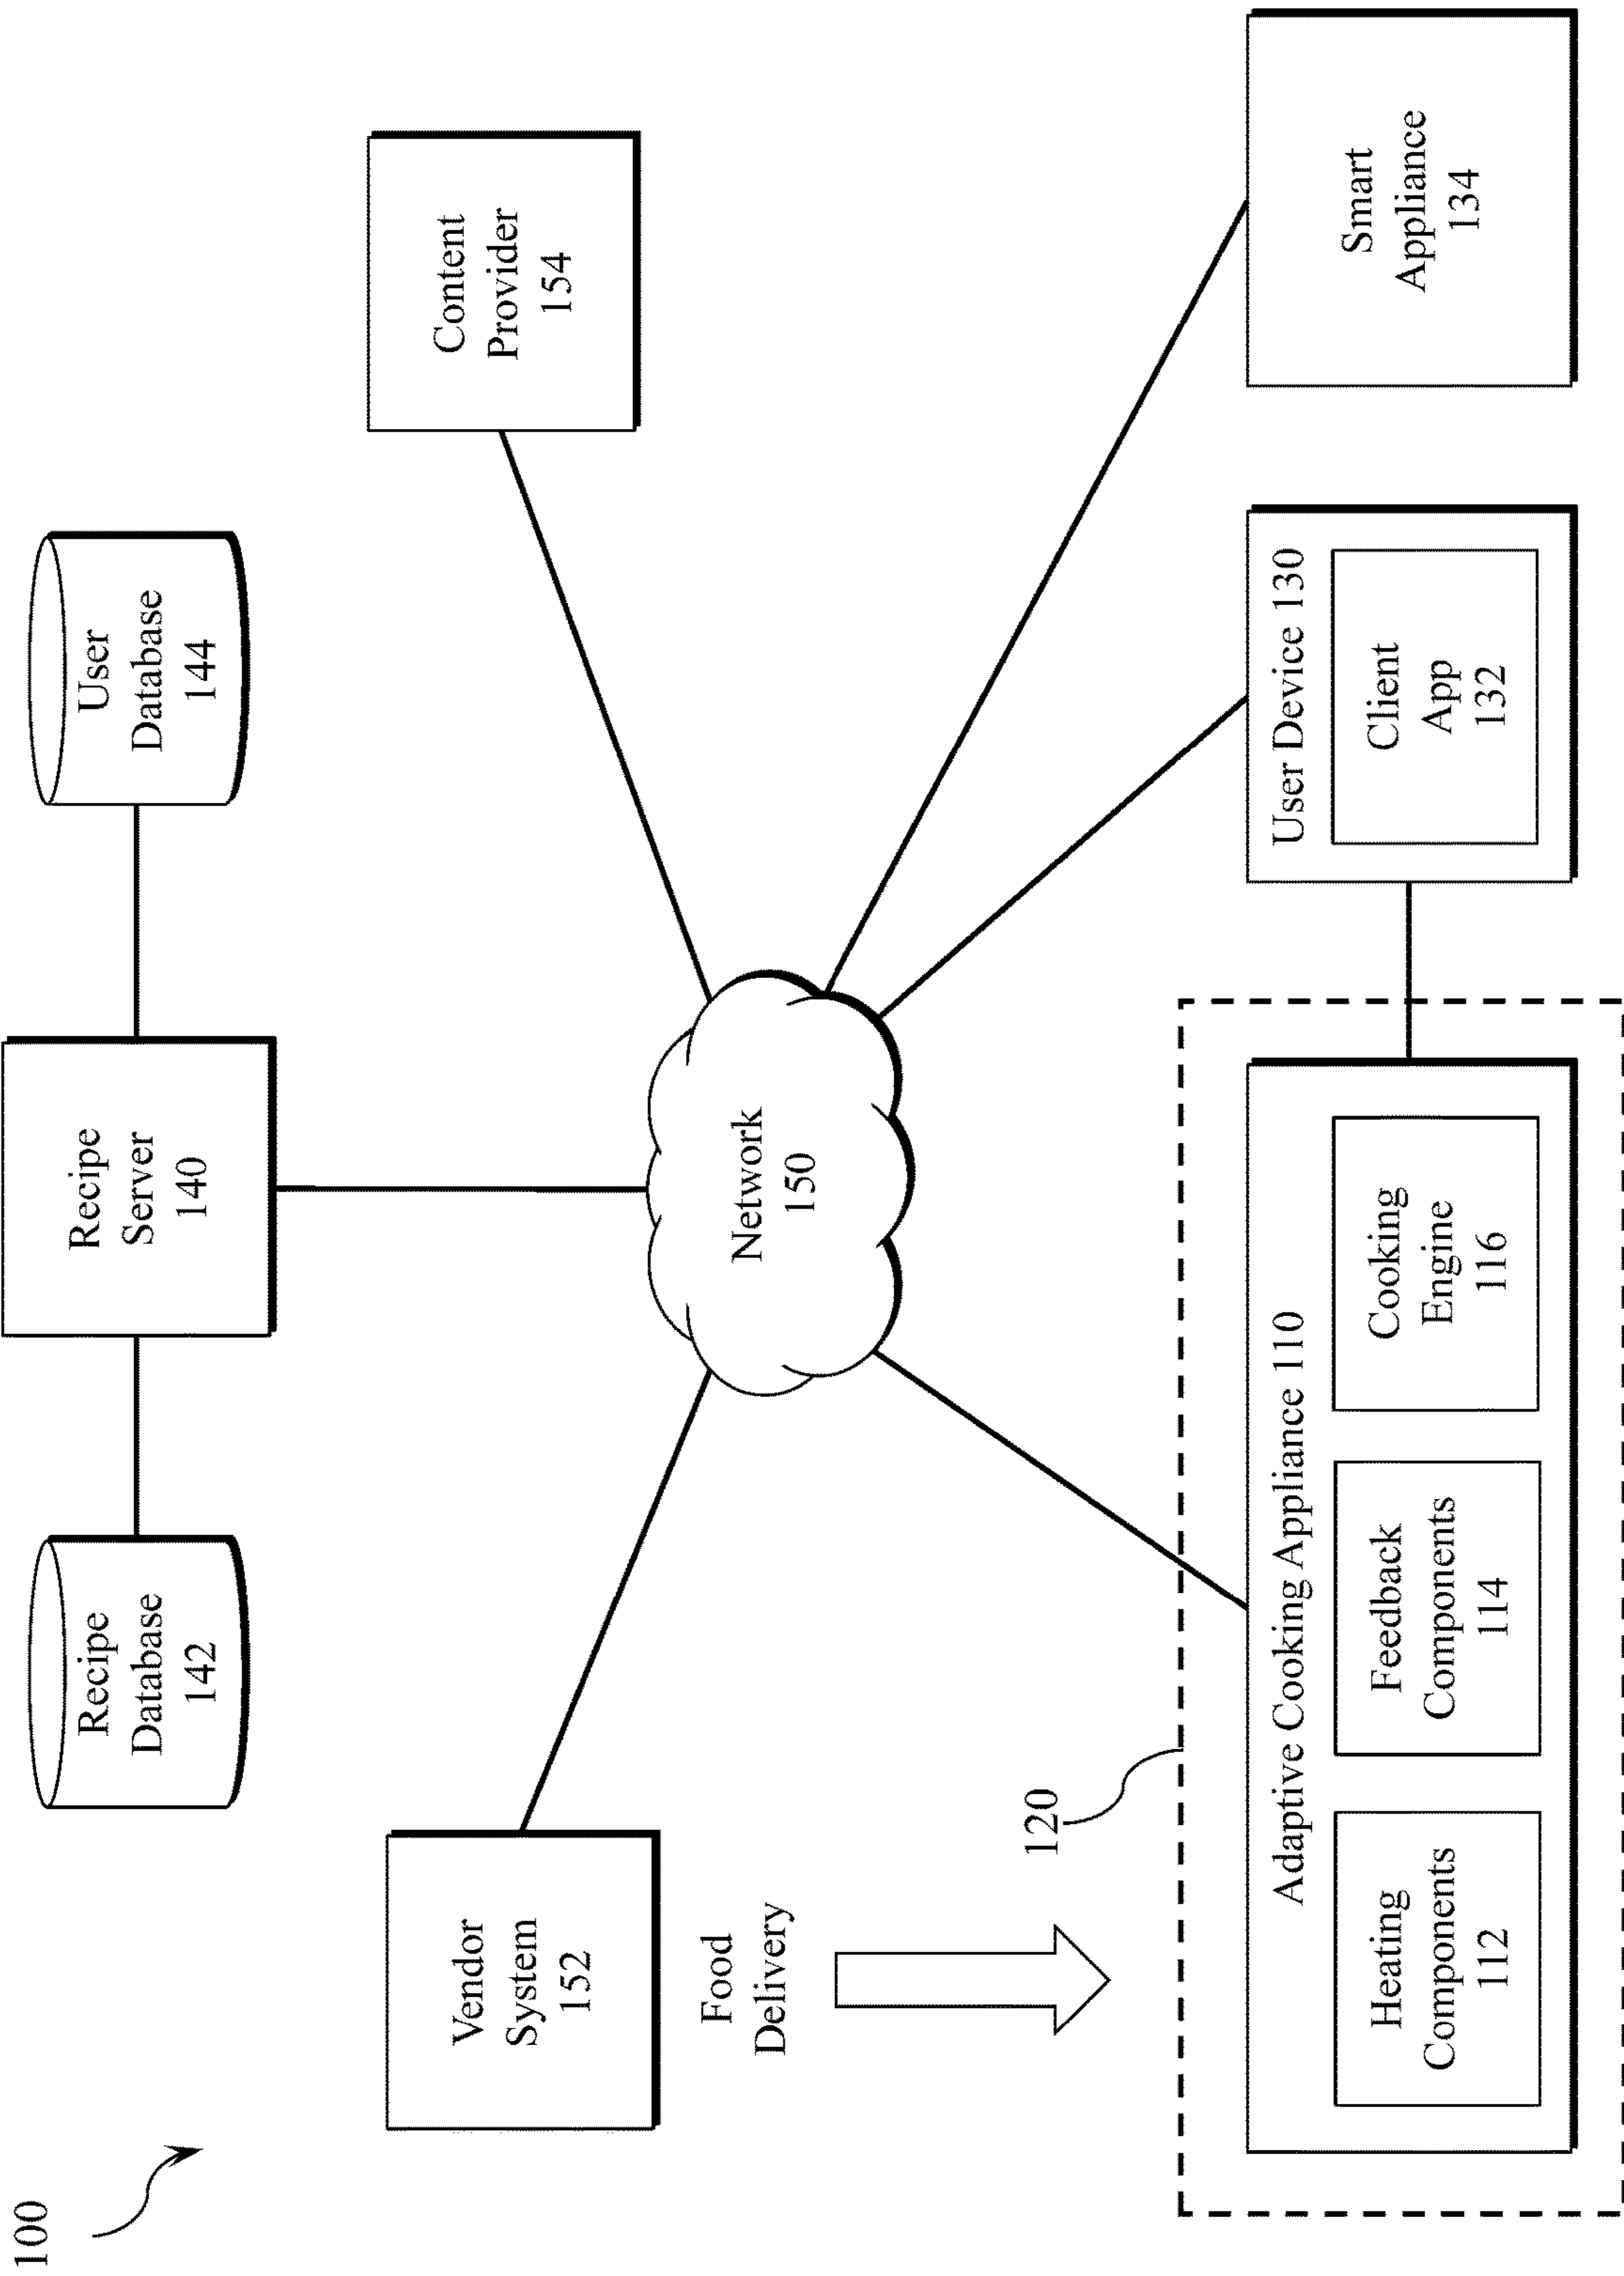 100
Recipe
Database
142
Recipe
Server
140
User
Database
144
Vendor
System
152
Content
Provider
154
Food
Delivery
Network
150
120
Adaptive Cooking Appliance 110
Heating
Components
112
Feedback
Components
114
Cooking
Engine
116
User Device 130
Client
App
132
Smart
Appliance
134